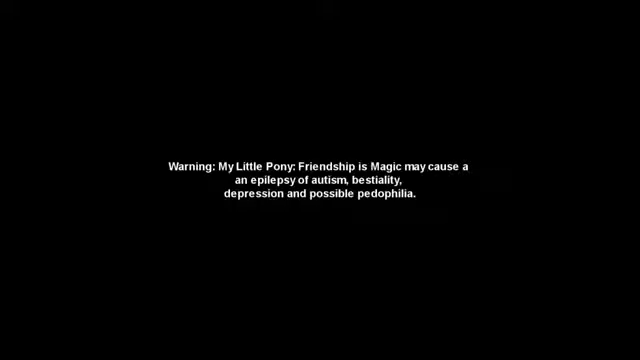 Warning: My Little Pony: Friendship is Magic may cause a
an epilepsy of autism, bestiality,
depression and possible pedophilia.